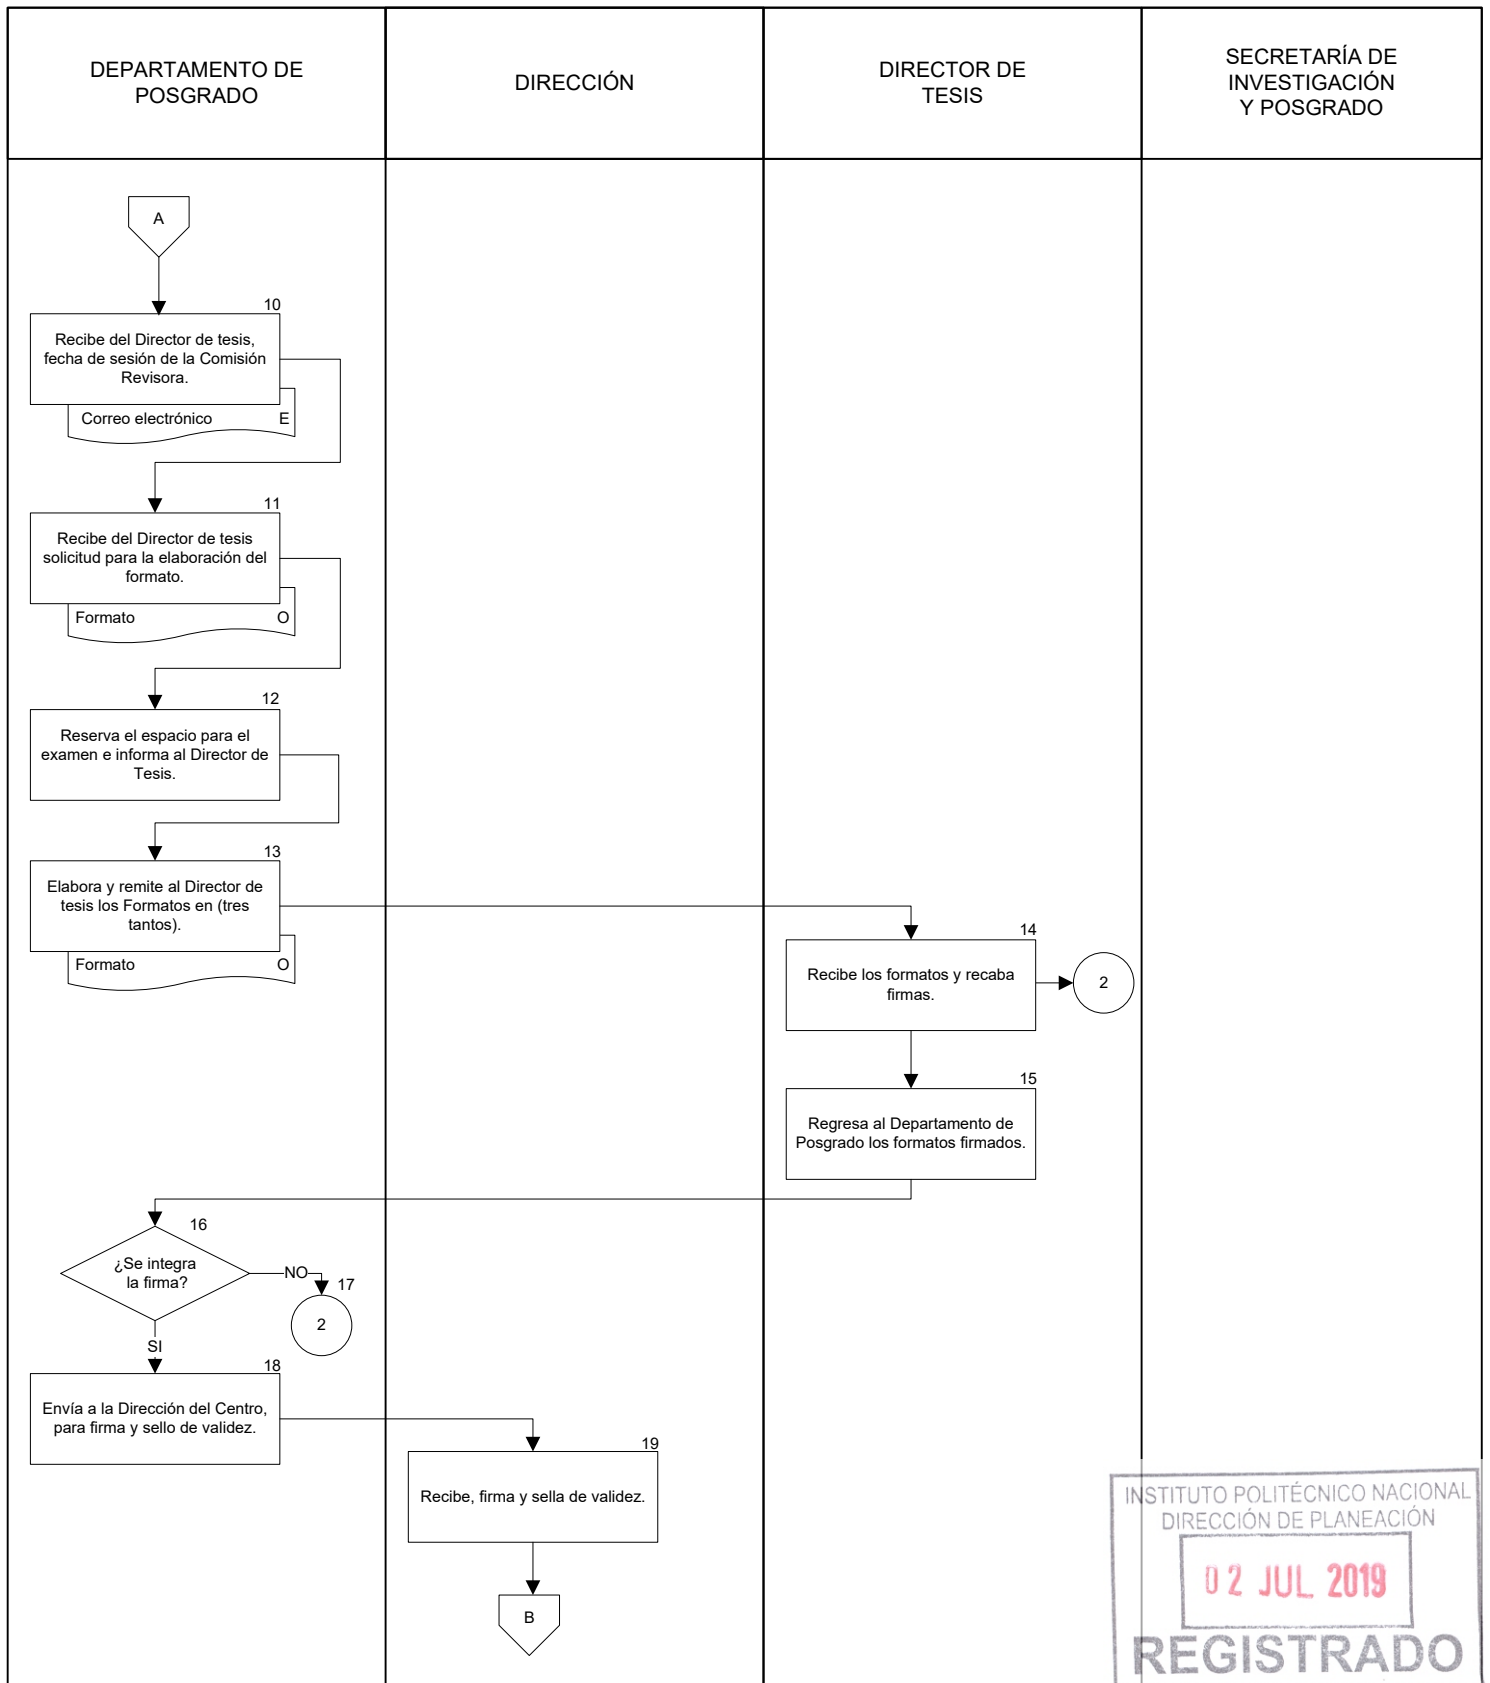 DEPARTAMENTO DE
POSGRADO
DIRECCIÓN
DIRECTOR DE
TESIS
SECRETARÍA DE
INVESTIGACIÓN
Y POSGRADO
A
10
Recibe del Director de tesis,
fecha de sesión de la Comisión
Revisora.
Correo electrónico E
11
Recibe del Director de tesis
solicitud para la elaboración del
formato.
Formato O
12
Reserva el espacio para el
examen e informa al Director de
Tesis.
13
Elabora y remite al Director de
tesis los Formatos en (tres
tantos).
Formato O
14
Recibe los formatos y recaba
firmas.
2
15
Regresa al Departamento de
Posgrado los formatos firmados.
16
¿Se integra
la firma?
NO
17
2
SI
18
Envía a la Dirección del Centro,
para firma y sello de validez.
19
Recibe, firma y sella de validez.
B
INSTITUTO POLITÉCNICO NACIONAL
DIRECCIÓN DE PLANEACIÓN
02 JUL 2019
REGISTRADO